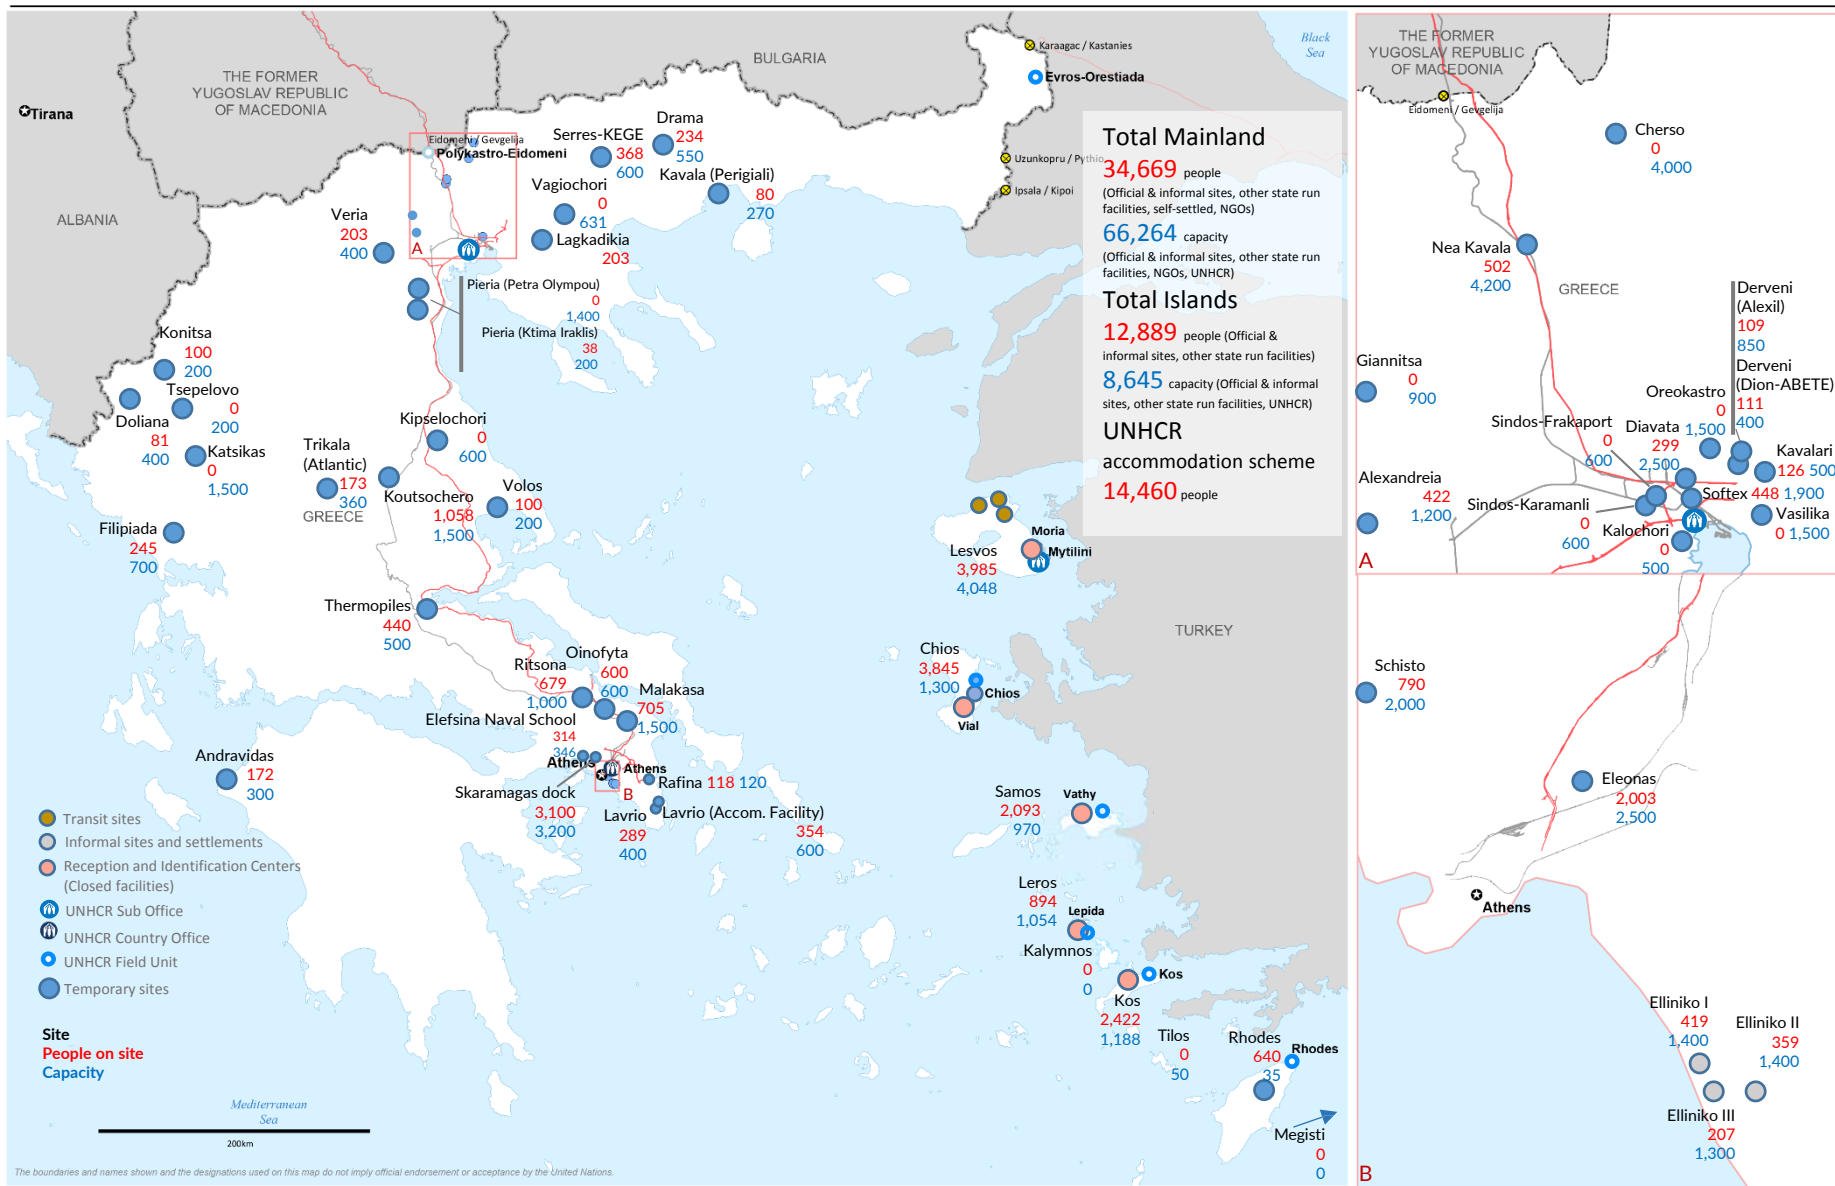 THE FORMER
YUGOSLAV REPUBLIC
OF MACEDONIA
BULGARIA
Black
Sea
Karaagac / Kastanies
Evros-Orestiada
Tirana
ALBANIA
Eidomeni / Gevgelija
Polykastro-Eidomeni
Serres-KEGE
368
600
Drama
234
550
Kavala (Perigiali)
80
270
Vagiochori
0
631
Lagkadikia
203
Uzunkopru / Pythio
Ipsala / Kipoi
Veria
203
400
A
Pieria (Petra Olympou)
0
1,400
Pieria (Ktima Iraklis)
38
200
Konitsa
100
200
Tsepelovo
0
200
Doliana
81
400
Katsikas
0
1,500
Trikala
(Atlantic)
173
360
GREECE
Kipselochori
0
600
Koutsochero
1,058
1,500
Volos
100
200
Filipiada
245
700
Thermopiles
440
500
Ritsona
679
1,000
Oinofyta
600
600
Malakasa
705
1,500
Elefsina Naval School
314
346
Athens
Athens
Skaramagas dock
3,100
3,200
B
Rafina 118 120
Lavrio
289
400
Lavrio (Accom. Facility)
354
600
Andravidas
172
300
Total Mainland
34,669 people
(Official & informal sites, other state run
facilities, self-settled, NGOs)
66,264 capacity
(Official & informal sites, other state run
facilities, NGOs, UNHCR)
Total Islands
12,889 people (Official &
informal sites, other state run facilities)
8,645 capacity (Official & informal
sites, other state run facilities, UNHCR)
UNHCR
accommodation scheme
14,460 people
Moria
Mytilini
Lesvos
3,985
4,048
TURKEY
Chios
3,845
1,300
Chios
Vial
Samos
2,093
970
Vathy
Leros
894
1,054
Lepida
Kalymnos
0
0
Kos
Kos
2,422
1,188
Tilos
0
50
Rhodes
640
35
Rhodes
Megisti
0
0
Transit sites
Informal sites and settlements
Reception and Identification Centers
(Closed facilities)
UNHCR Sub Office
UNHCR Country Office
UNHCR Field Unit
Temporary sites
Site
People on site
Capacity
Mediterranean
Sea
200km
The boundaries and names shown and the designations used on this map do not imply official endorsement or acceptance by the United Nations.
THE FORMER
YUGOSLAV REPUBLIC
OF MACEDONIA
Eidomeni / Gevgelija
Cherso
0
4,000
Nea Kavala
502
4,200
GREECE
Derveni
(Alexil)
109
850
Derveni
(Dion-ABETE)
111
400
Giannitsa
0
900
Oreokastro
0
1,500
Sindos-Frakaport
0
600
Diavata
299
2,500
Kavalari
126 500
Alexandreia
422
1,200
Sindos-Karamanli
0
600
Softex 448 1,900
Kalochori
0
500
Vasilika
0 1,500
A
Schisto
790
2,000
Eleonas
2,003
2,500
Athens
Elliniko I
419
1,400
Elliniko II
359
1,400
Elliniko III
207
1,300
B